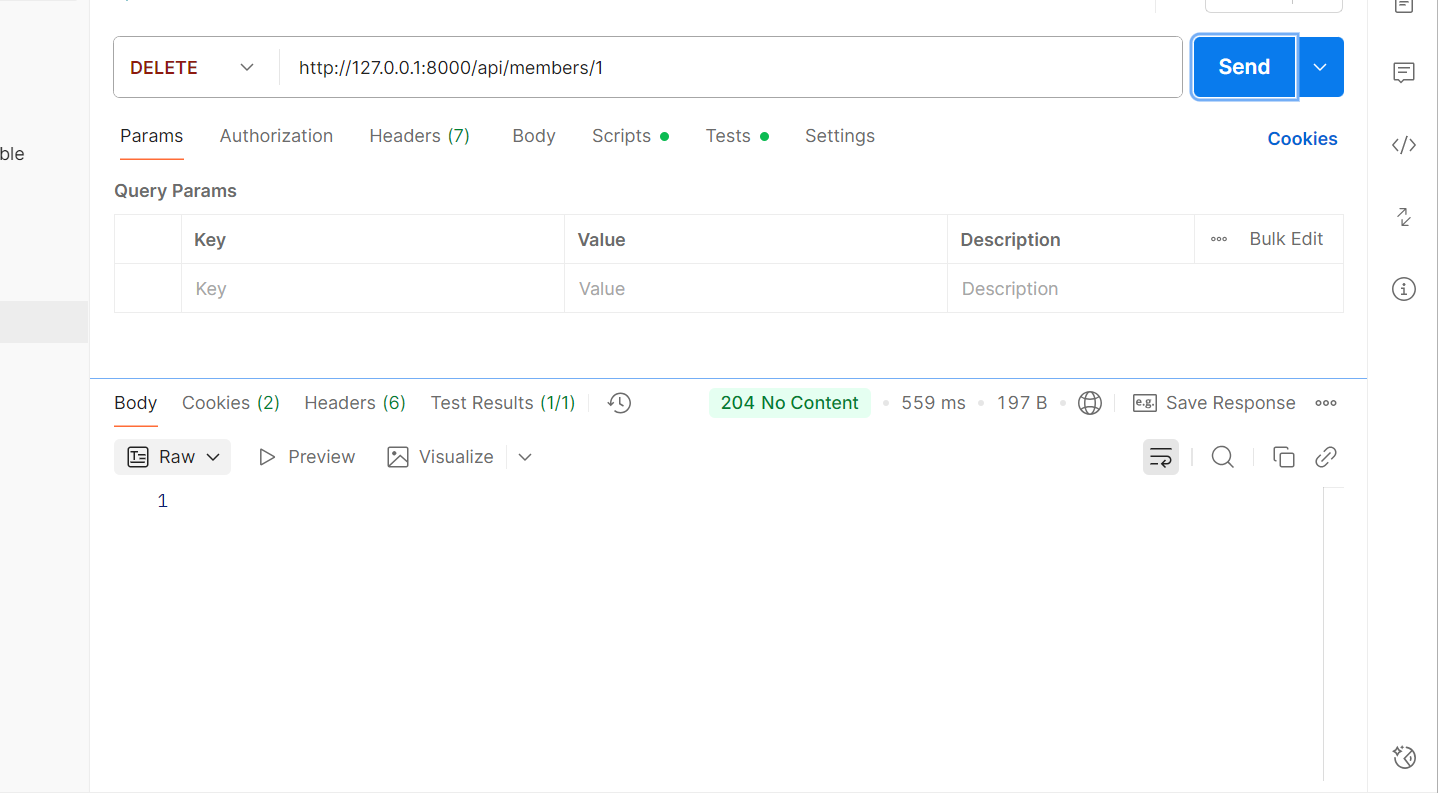 DELETE http://127.0.0.1:8000/api/members/1 Send
Params Authorization Headers (7) Body Scripts Tests Settings Cookies
ble
Query Params
Key Value Description Bulk Edit
Key Value Description
Body Cookies (2) Headers (6) Test Results (1/1) 204 No Content 559 ms 197 B e.g. Save Response
Raw Preview Visualize
1